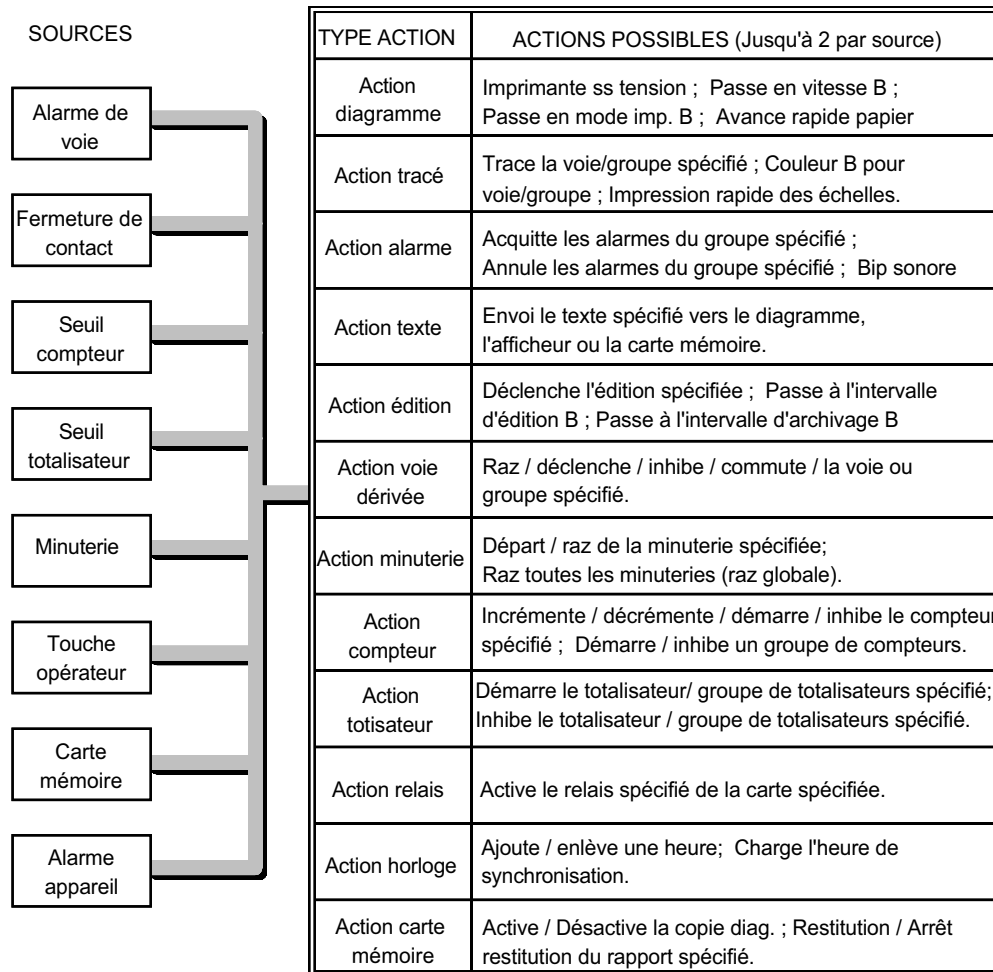 SOURCES
Alarme de
voie
Fermeture de
contact
Seuil
compteur
Seuil
totalisateur
Minuterie
Touche
opérateur
Carte
mémoire
Alarme
appareil
TYPE ACTION
ACTIONS POSSIBLES (Jusqu'à 2 par source)
Action
diagramme
Imprimante ss tension ; Passe en vitesse B ;
Passe en mode imp. B ; Avance rapide papier
Action tracé
Trace la voie/groupe spécifié ; Couleur B pour
voie/groupe ; Impression rapide des échelles.
Action alarme
Acquitte les alarmes du groupe spécifié ;
Annule les alarmes du groupe spécifié ; Bip sonore
Action texte
Envoi le texte spécifié vers le diagramme,
l'afficheur ou la carte mémoire.
Action édition
Déclenche l'édition spécifiée ; Passe à l'intervalle
d'édition B ; Passe à l'intervalle d'archivage B
Action voie
dérivée
Raz / déclenche / inhibe / commute / la voie ou
groupe spécifié.
Action minuterie
Départ / raz de la minuterie spécifiée;
Raz toutes les minuteries (raz globale).
Action
compteur
Incrémente / décrémente / démarre / inhibe le compteur
spécifié ; Démarre / inhibe un groupe de compteurs.
Action
totisateur
Démarre le totalisateur/ groupe de totalisateurs spécifié;
Inhibe le totalisateur / groupe de totalisateurs spécifié.
Action relais
Active le relais spécifié de la carte spécifiée.
Action horloge
Ajoute / enlève une heure; Charge l'heure de
synchronisation.
Action carte
mémoire
Active / Désactive la copie diag. ; Restitution / Arrêt
restitution du rapport spécifié.